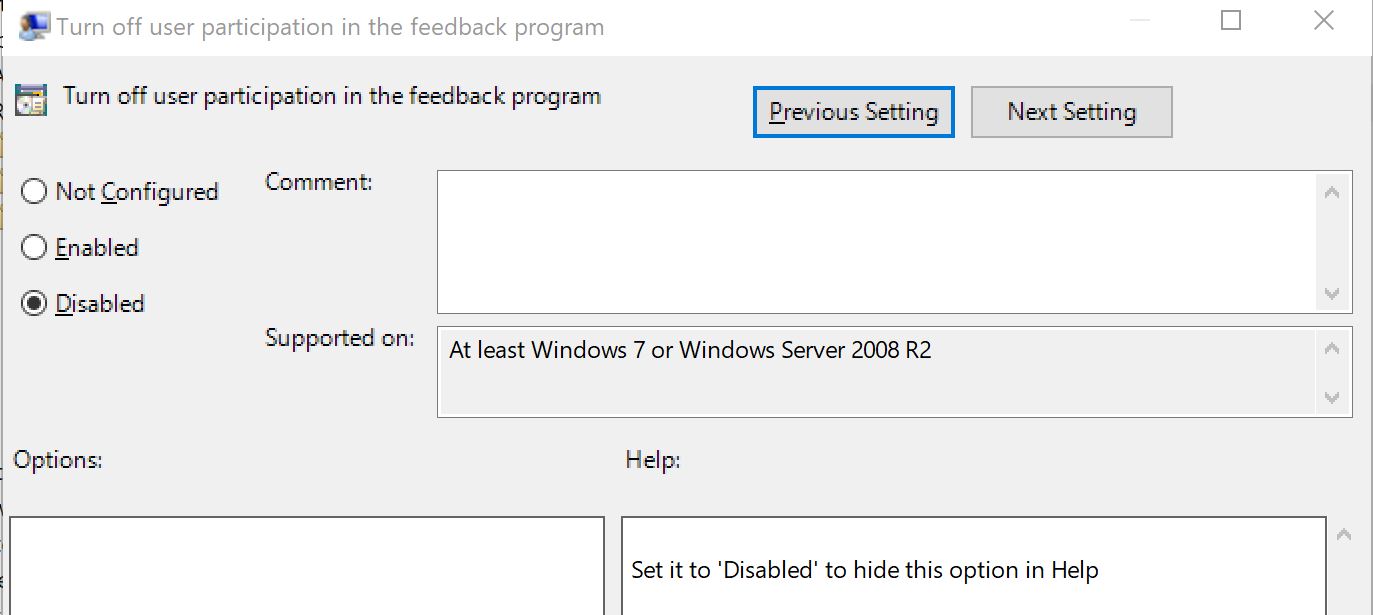 Turn off user participation in the feedback program
Turn off user participation in the feedback program
Previous Setting
Next Setting
Not Configured
Comment:
Enabled
Disabled
Supported on:
At least Windows 7 or Windows Server 2008 R2
Options:
Help:
Set it to 'Disabled' to hide this option in Help